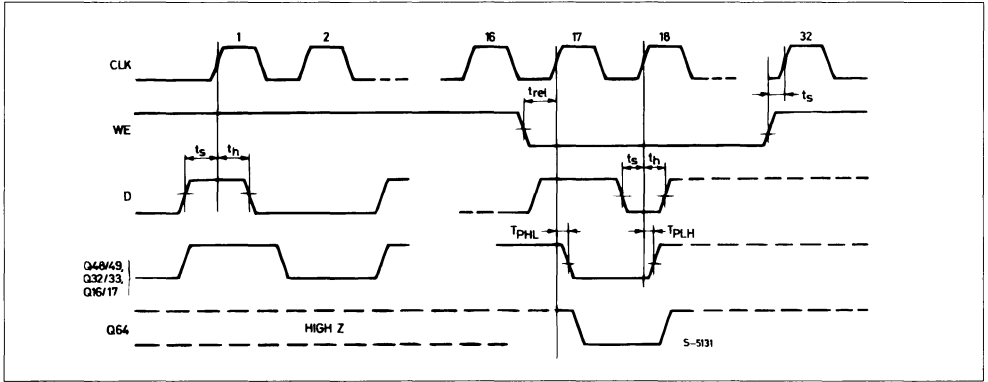 1 2 16 17 18 32
CLK
trel
ts
WE
ts th ts th
D
TPHL TPLH
Q48/49,
Q32/33,
Q16/17
Q64 HIGH Z S-5131